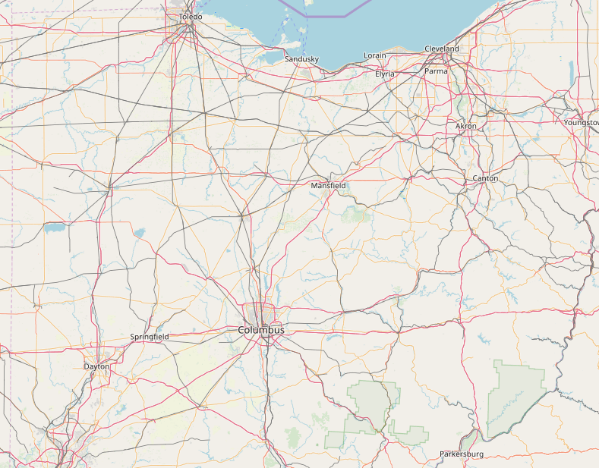 Toledo
Cleveland
Lorain
Sandusky
Elyria
Parma
Youngstow
Akron
Canton
Mansfield
Columbus
Springfield
Dayton
Parkersburg